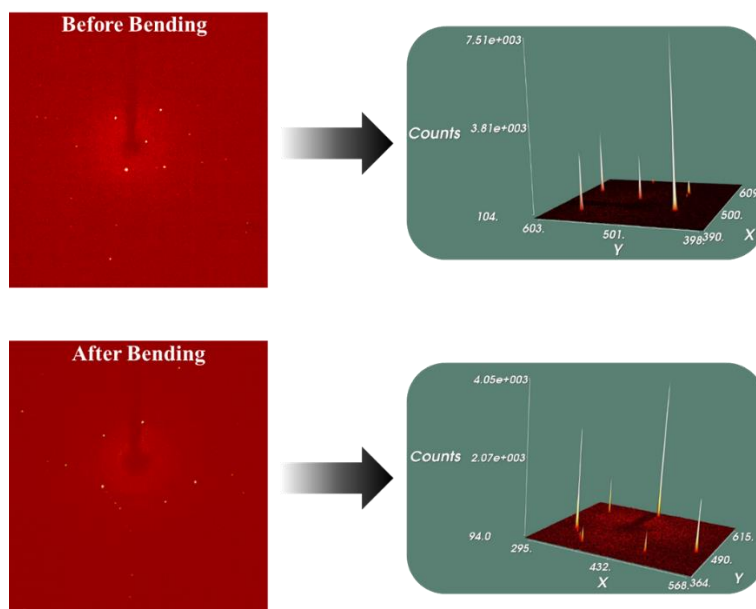 Before Bending
7.51e+003
Counts
3.81e+003
104.
603.
501.
Y
398.
390.
500.
X
609.
After Bending
4.05e+003
Counts
2.07e+003
94.0
295.
432.
X
568.
364.
490.
Y
615.